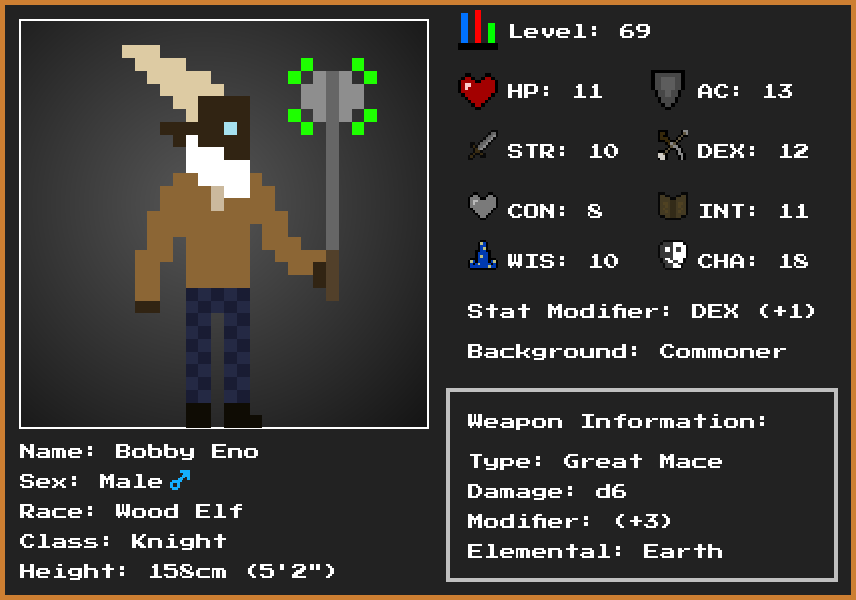 Level: 69
HP: 11 AC: 13
STR: 10 DEX: 12
CON: 8 INT: 11
WIS: 10 CHA: 18
Stat Modifier: DEX (+1)
Background: Commoner
Weapon Information:
Type: Great Mace
Damage: d6
Modifier: (+3)
Elemental: Earth
Name: Bobby Eno
Sex: Male♂
Race: Wood Elf
Class: Knight
Height: 158cm (5'2")